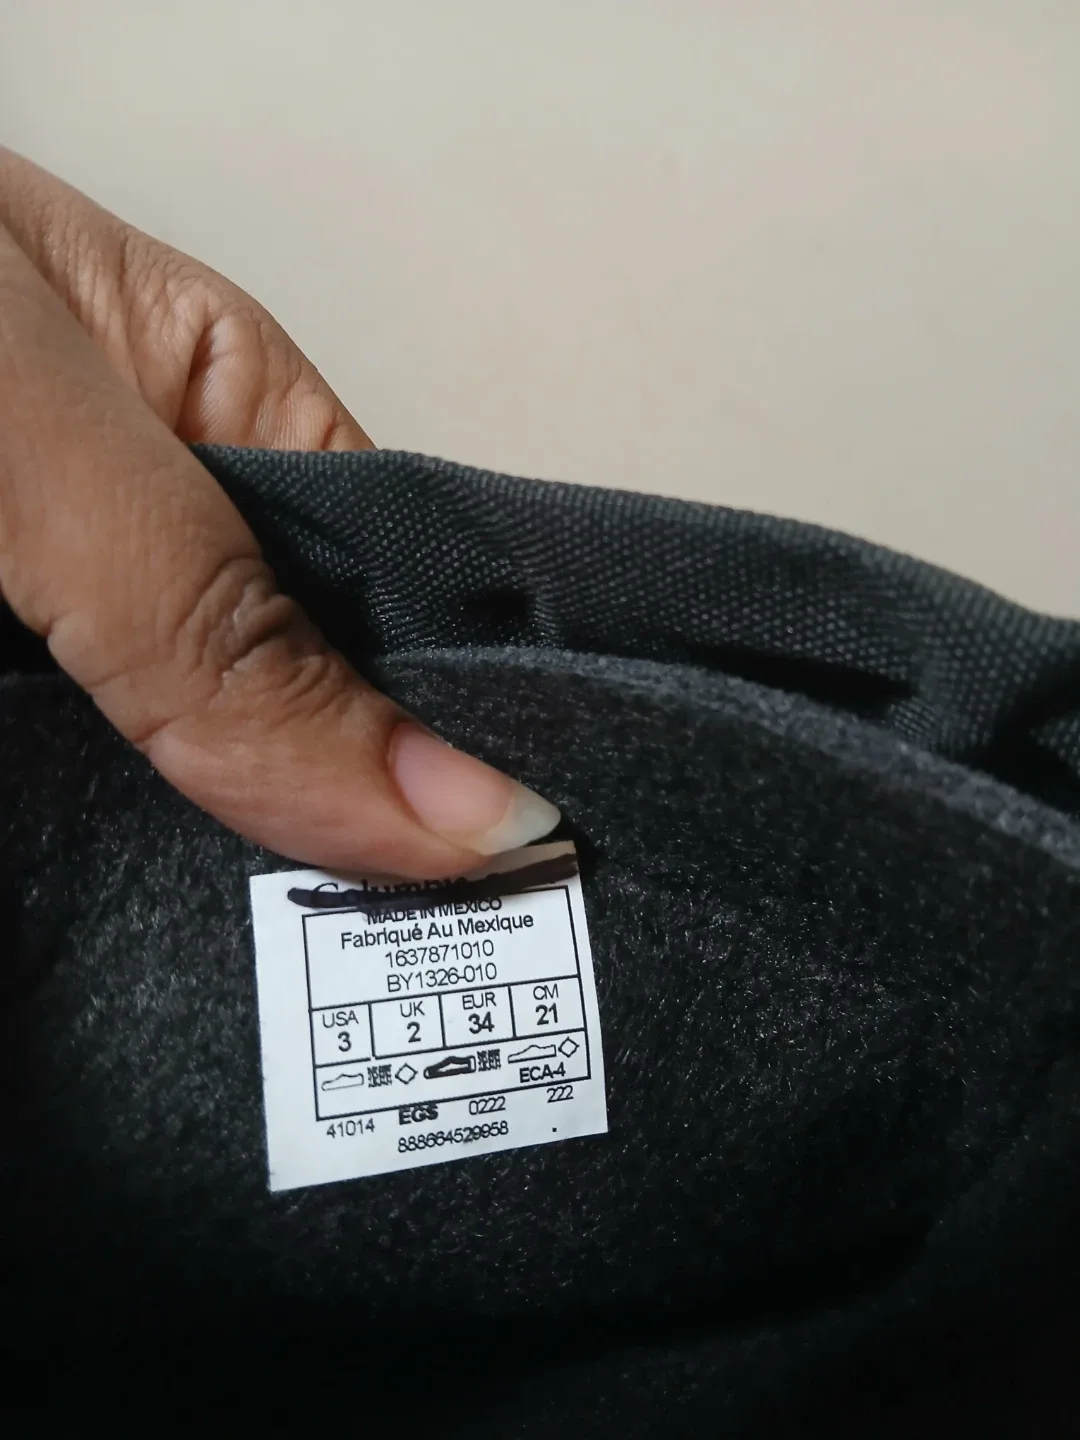 Columbia
MADE IN MEXICO
Fabriqué Au Mexique
1637871010
BY1326-010
USA UK EUR CM
3 2 34 21
ECA-4
41014 EGS 0222 222
888664529958